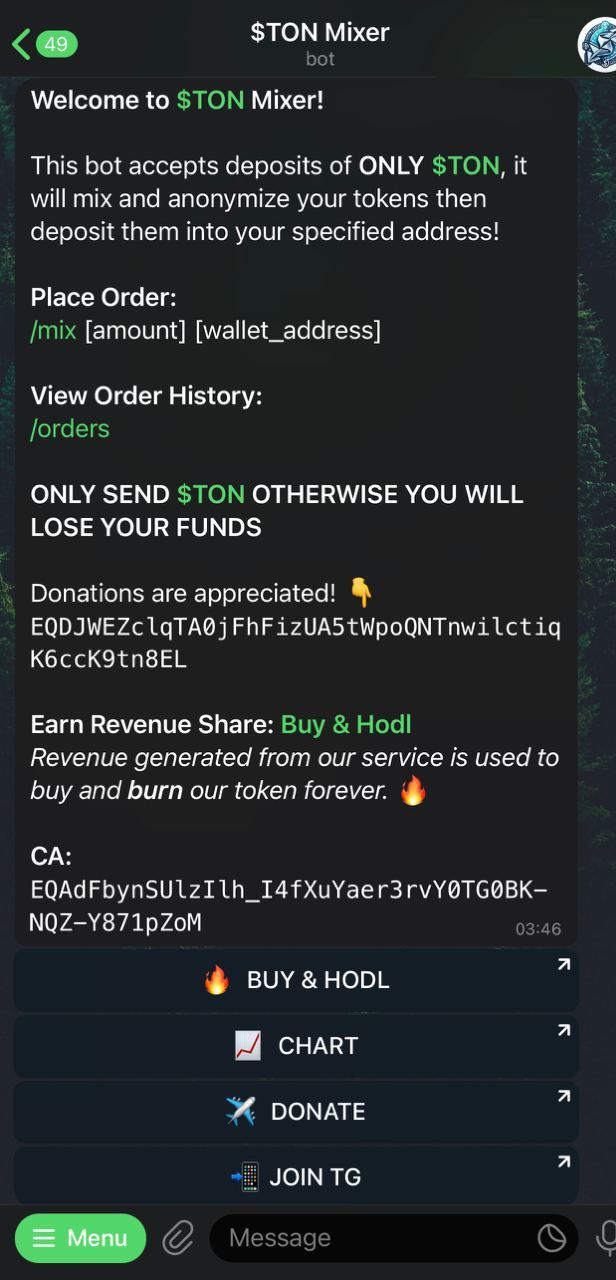 49
$TON Mixer
bot
Welcome to $TON Mixer!
This bot accepts deposits of ONLY $TON, it
will mix and anonymize your tokens then
deposit them into your specified address!
Place Order:
/mix [amount] [wallet_address]
View Order History:
/orders
ONLY SEND $TON OTHERWISE YOU WILL
LOSE YOUR FUNDS
Donations are appreciated! 👇
EQDJWEZclqTA0jFhFizUA5tWpoQNTnwilctiq
K6ccK9tn8EL
Earn Revenue Share: Buy & Hodl
Revenue generated from our service is used to
buy and burn our token forever. 🔥
CA:
EQAdFbynSUlzIlh_I4fXuYaer3rvY0TG0BK-
NQZ-Y871pZoM
03:46
🔥 BUY & HODL
📈 CHART
✈️ DONATE
📲 JOIN TG
Menu
Message